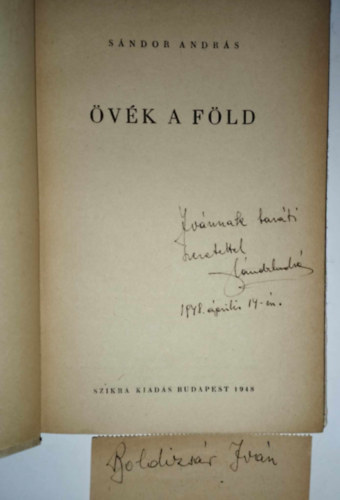 SÁNDOR ANDRÁS
ÖVÉK A FÖLD
Ivánnak baráti
szeretettel
Sándor András
1948. április 14-én.
SZIKRA KIADÁS BUDAPEST 1948
Boldizsár Iván